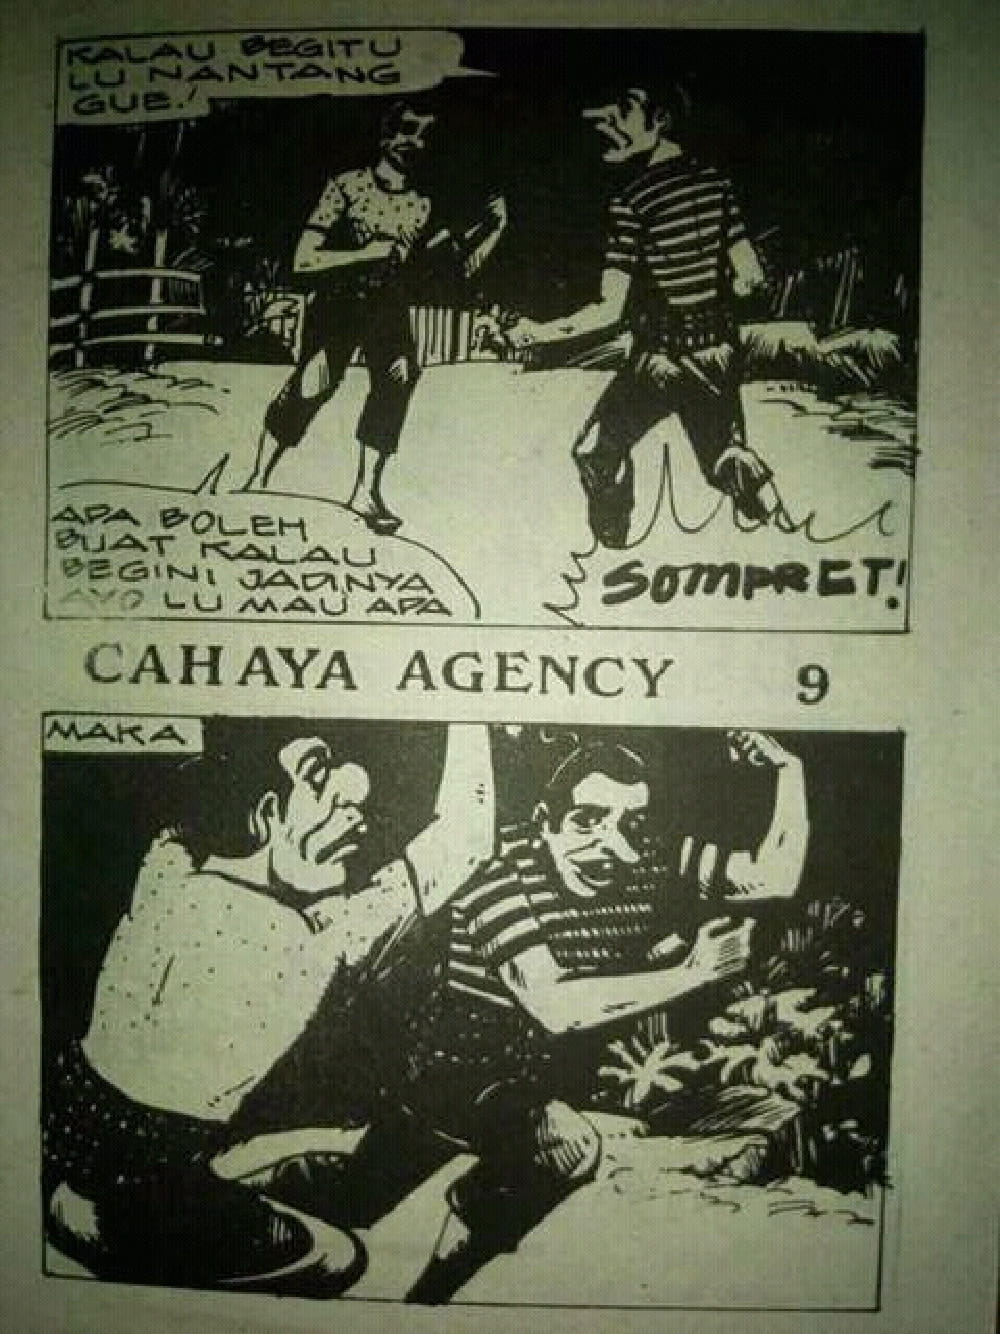 KALAU BEGITU
LU NANTANG
GUE!
APA BOLEH
BUAT KALAU
BEGINI JADINYA
AYO LU MAU APA
SOMPRET!
CAHAYA AGENCY 9
MAKA